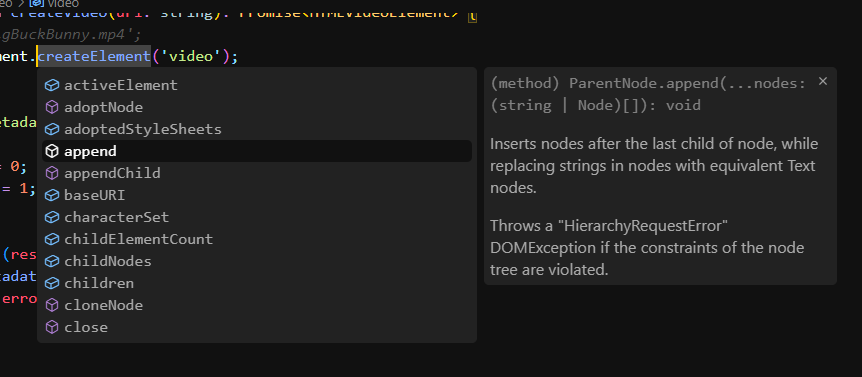 eo > video
createVideo(url: string): Promise<HTMLVideoElement> {
gBuckBunny.mp4';
ment.createElement('video');
activeElement
adoptNode
adoptedStyleSheets
append
appendChild
baseURI
characterSet
childElementCount
childNodes
children
cloneNode
close
etada
= 0;
= 1;
(res
tadat
erro
(method) ParentNode.append(...nodes:
(string | Node)[]): void
Inserts nodes after the last child of node, while
replacing strings in nodes with equivalent Text
nodes.
Throws a "HierarchyRequestError"
DOMException if the constraints of the node
tree are violated.